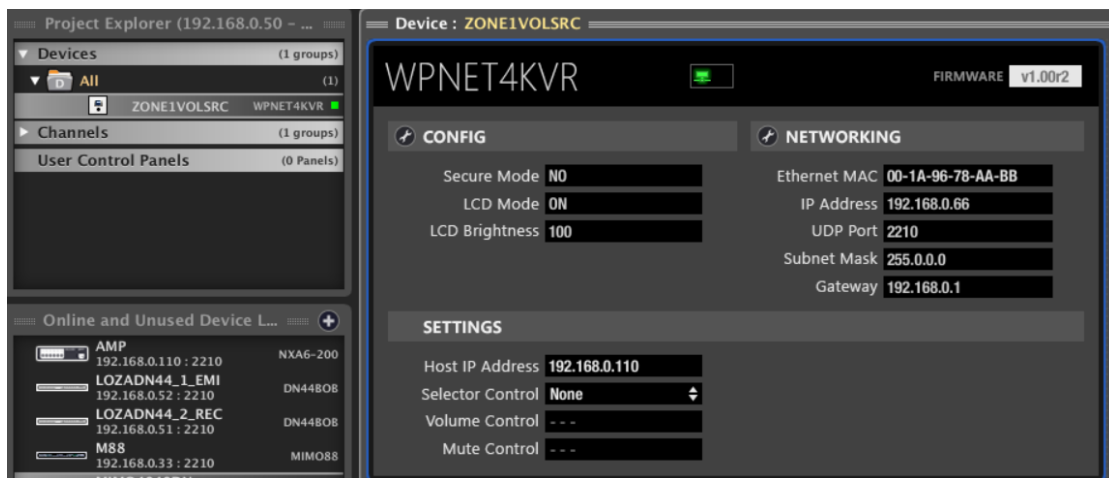 Project Explorer (192.168.0.50 – ...
Devices (1 groups)
D All (1)
ZONE1VOLSRC WPNET4KVR
Channels (1 groups)
User Control Panels (0 Panels)
Online and Unused Device L...
AMP
192.168.0.110 : 2210 NXA6-200
LOZADN44_1_EMI
192.168.0.52 : 2210 DN44BOB
LOZADN44_2_REC
192.168.0.51 : 2210 DN44BOB
M88
192.168.0.33 : 2210 MIMO88
Device : ZONE1VOLSRC
WPNET4KVR FIRMWARE v1.00r2
CONFIG
Secure Mode NO
LCD Mode ON
LCD Brightness 100
NETWORKING
Ethernet MAC 00-1A-96-78-AA-BB
IP Address 192.168.0.66
UDP Port 2210
Subnet Mask 255.0.0.0
Gateway 192.168.0.1
SETTINGS
Host IP Address 192.168.0.110
Selector Control None
Volume Control - - -
Mute Control - - -